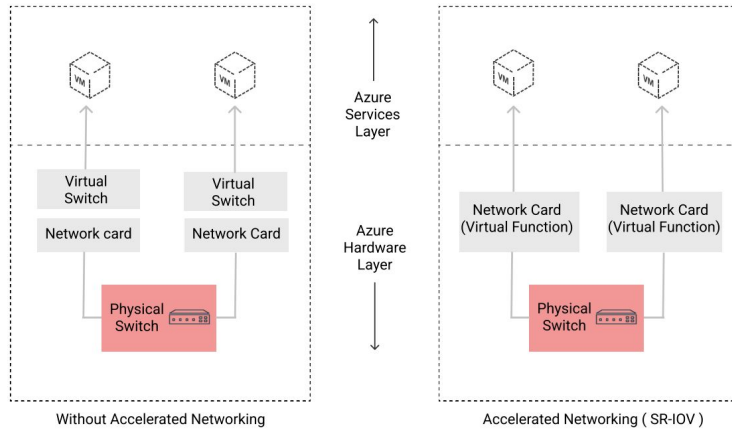 VM
VM
Virtual
Switch
Virtual
Switch
Network card
Network Card
Physical
Switch
Without Accelerated Networking
Azure
Services
Layer
Azure
Hardware
Layer
VM
VM
Network Card
(Virtual Function)
Network Card
(Virtual Function)
Physical
Switch
Accelerated Networking ( SR-IOV )